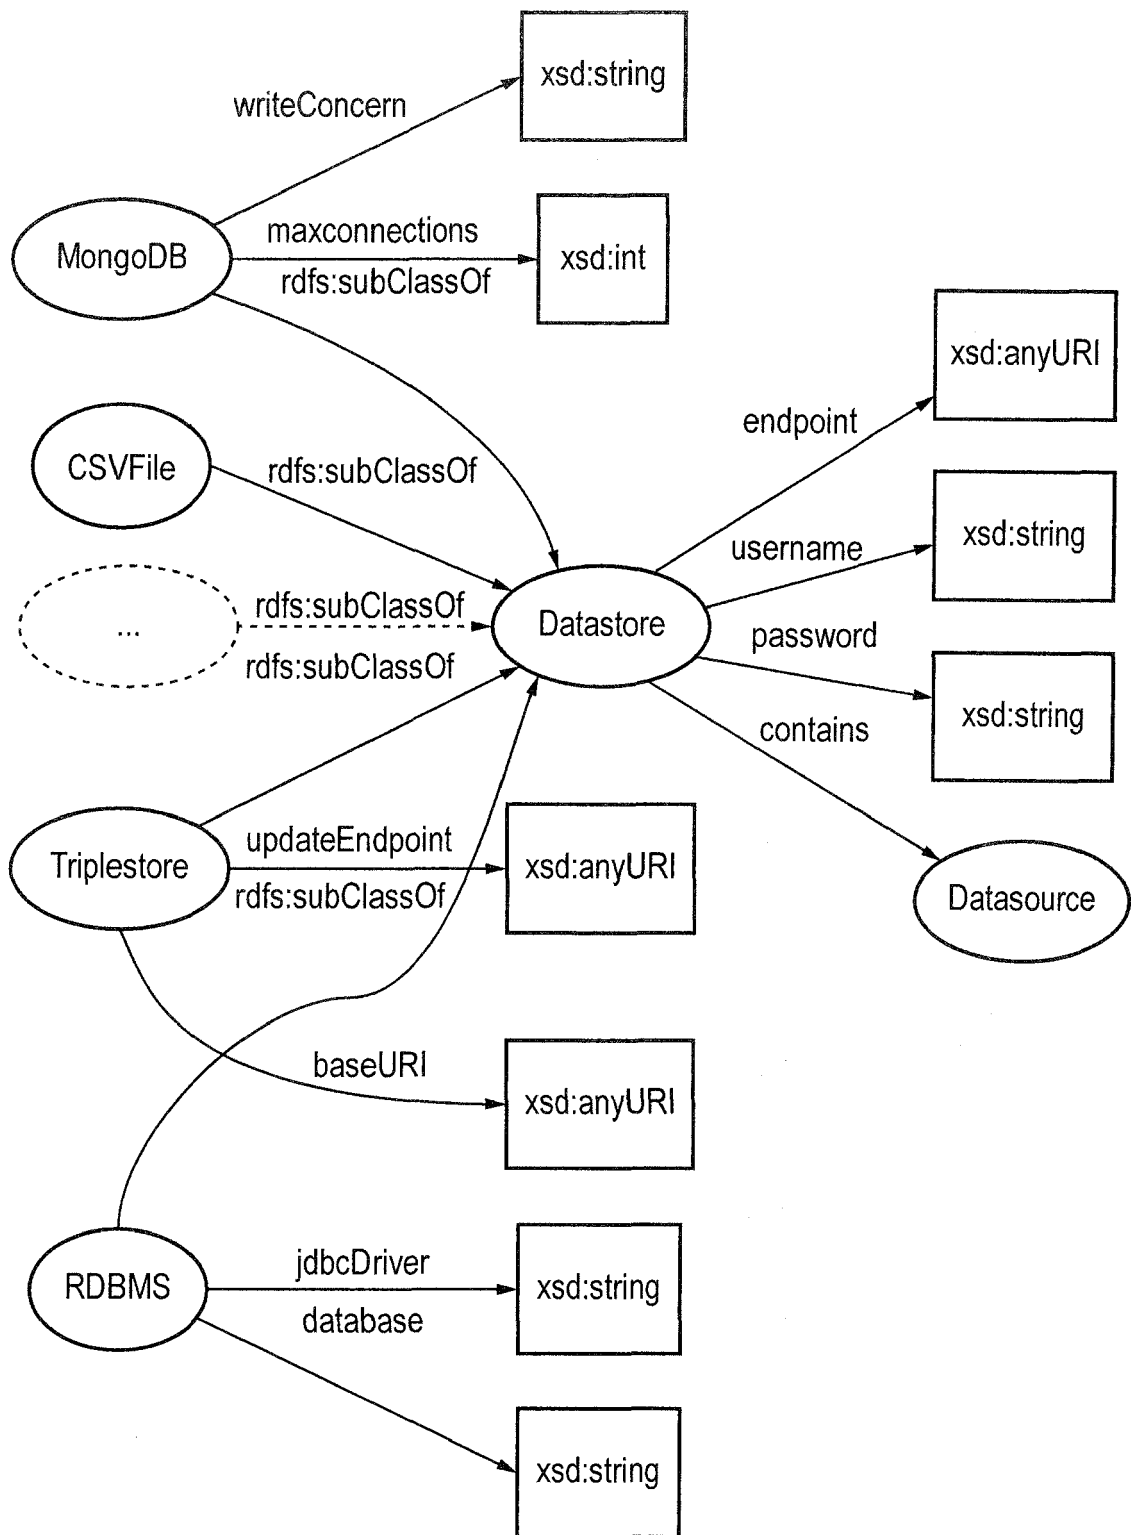 xsd:string
writeConcern
maxconnections
MongoDB
xsd:int
rdfs:subClassOf
xsd:anyURI
endpoint
CSVFile
rdfs:subClassOf
xsd:string
username
rdfs:subClassOf
Datastore
...
password
rdfs:subClassOf
xsd:string
contains
updateEndpoint
Triplestore
xsd:anyURI
rdfs:subClassOf
Datasource
baseURI
xsd:anyURI
jdbcDriver
RDBMS
xsd:string
database
xsd:string